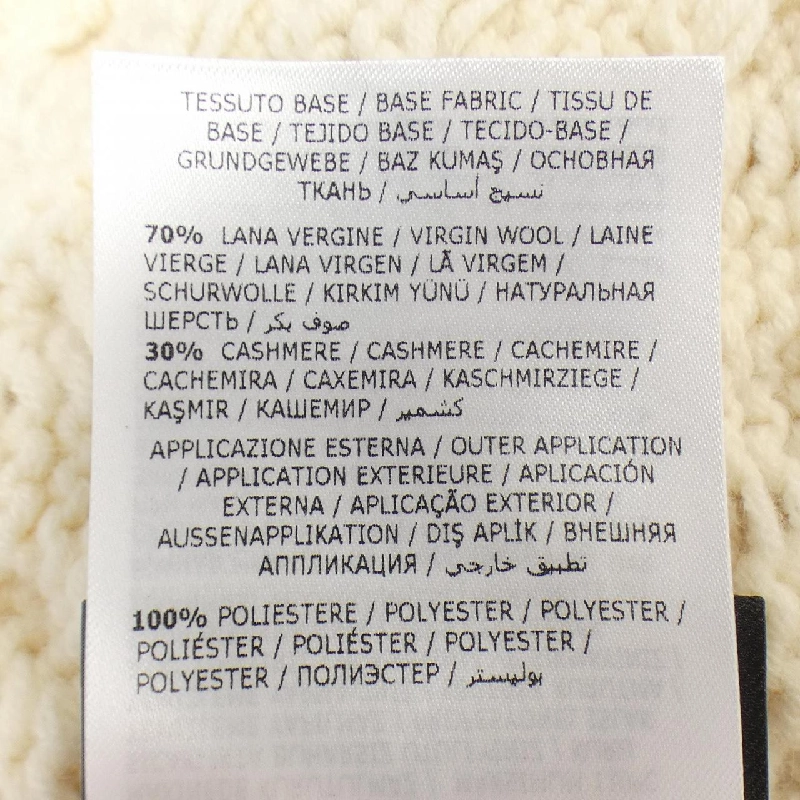 TESSUTO BASE / BASE FABRIC / TISSU DE
BASE / TEJIDO BASE / TECIDO-BASE /
GRUNDGEWEBE / BAZ KUMAŞ / ОСНОВНАЯ
ТКАНЬ / نسيج أساسي
70% LANA VERGINE / VIRGIN WOOL / LAINE
VIERGE / LANA VIRGEN / LÃ VIRGEM /
SCHURWOLLE / KIRKIM YÜNÜ / НАТУРАЛЬНАЯ
ШЕРСТЬ / صوف بكر
30% CASHMERE / CASHMERE / CACHEMIRE /
CACHEMIRA / CAXEMIRA / KASCHMIRZIEGE /
KAŞMIR / КАШЕМИР / كشمير
APPLICAZIONE ESTERNA / OUTER APPLICATION
/ APPLICATION EXTERIEURE / APLICACIÓN
EXTERNA / APLICAÇÃO EXTERIOR /
AUSSENAPPLIKATION / DIŞ APLİK / ВНЕШНЯЯ
АППЛИКАЦИЯ / تطبيق خارجي
100% POLIESTERE / POLYESTER / POLYESTER /
POLIÉSTER / POLIÉSTER / POLYESTER /
POLYESTER / ПОЛИЭСТЕР / بوليستر